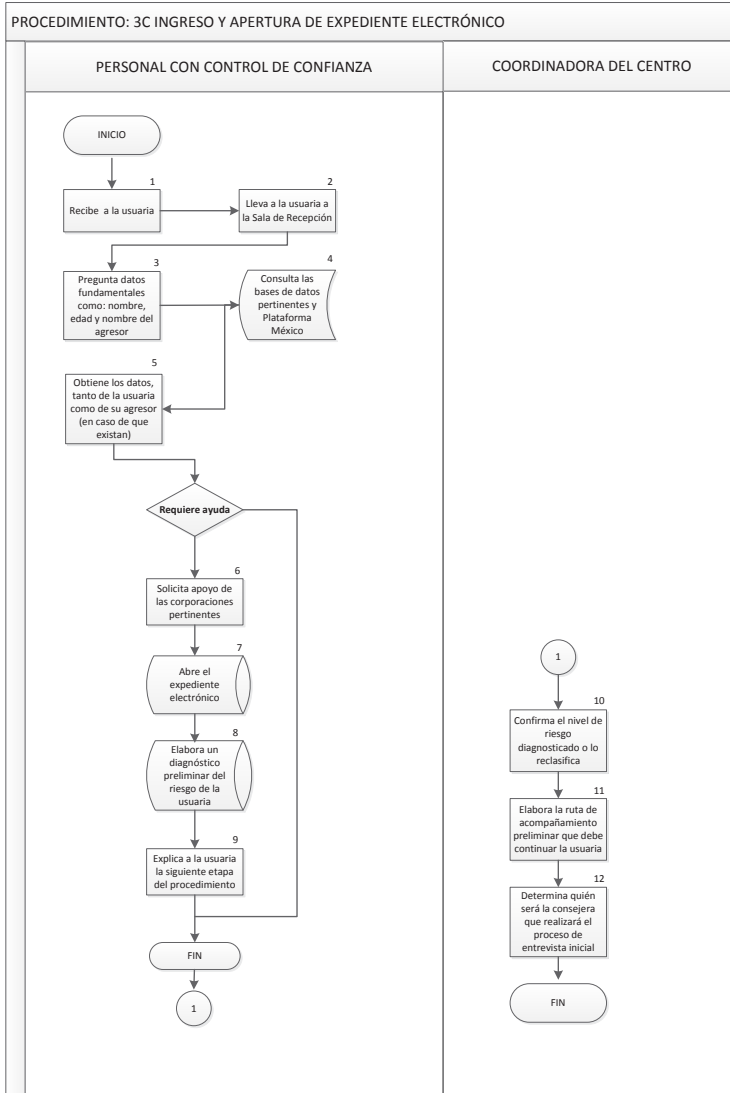 PROCEDIMIENTO: 3C INGRESO Y APERTURA DE EXPEDIENTE ELECTRÓNICO
PERSONAL CON CONTROL DE CONFIANZA
COORDINADORA DEL CENTRO
INICIO
1
Recibe a la usuaria
2
Lleva a la usuaria a
la Sala de Recepción
3
Pregunta datos
fundamentales
como: nombre,
edad y nombre del
agresor
4
Consulta las
bases de datos
pertinentes y
Plataforma
México
5
Obtiene los datos,
tanto de la usuaria
como de su agresor
(en caso de que
existan)
Requiere ayuda
6
Solicita apoyo de
las corporaciones
pertinentes
7
Abre el
expediente
electrónico
8
Elabora un
diagnóstico
preliminar del
riesgo de la
usuaria
9
Explica a la usuaria
la siguiente etapa
del procedimiento
FIN
1
1
10
Confirma el nivel de
riesgo
diagnosticado o lo
reclasifica
11
Elabora la ruta de
acompañamiento
preliminar que debe
continuar la usuaria
12
Determina quién
será la consejera
que realizará el
proceso de
entrevista inicial
FIN